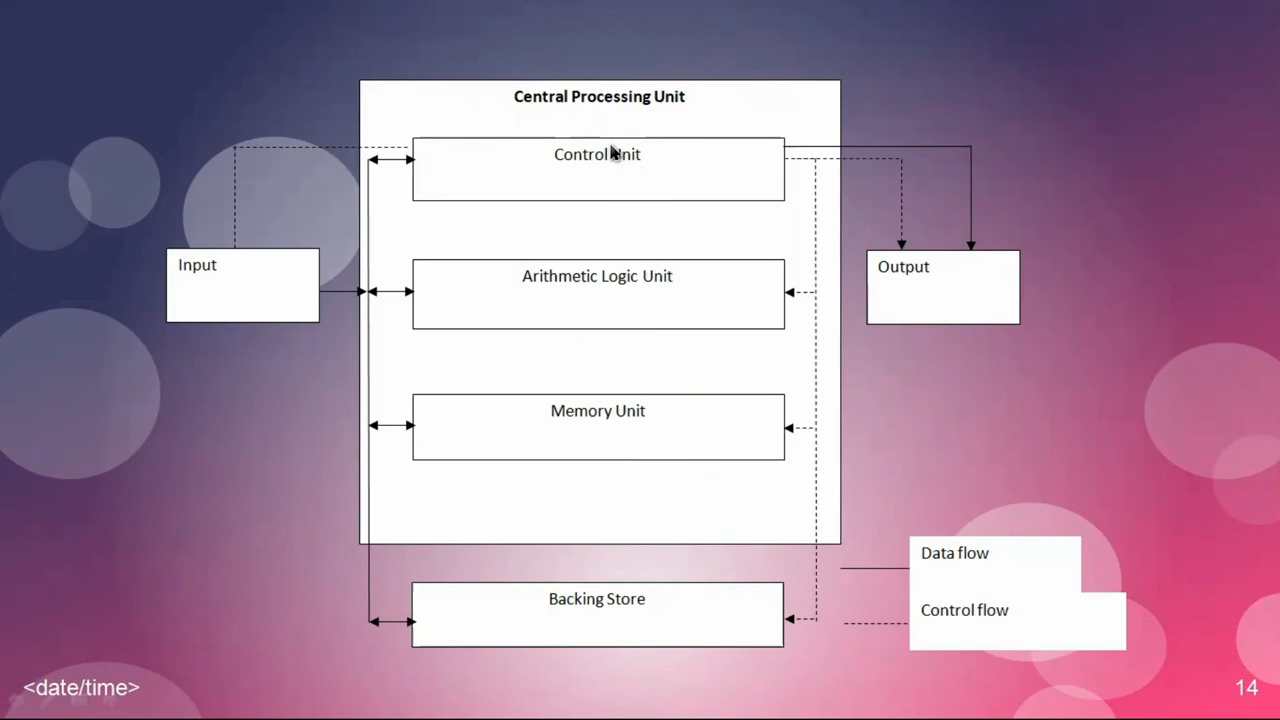 Central Processing Unit
Control Unit
Input
Output
Arithmetic Logic Unit
Memory Unit
Data flow
Backing Store
Control flow
<date/time>
14